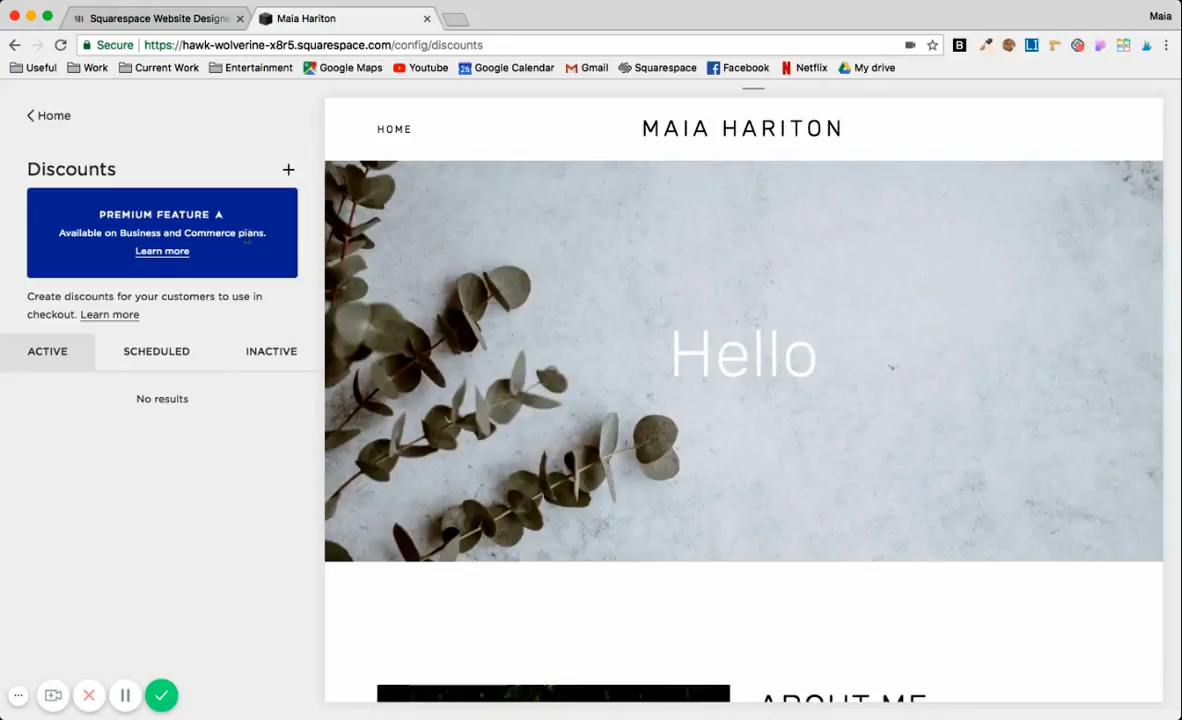 Squarespace Website Designe
Maia Hariton
Maia
Secure
https://hawk-wolverine-x8r5.squarespace.com/config/discounts
B
Useful
Work
Current Work
Entertainment
Google Maps
Youtube
26
Google Calendar
Gmail
Squarespace
Facebook
Netflix
My drive
Home
Discounts
PREMIUM FEATURE
Available on Business and Commerce plans.
Learn more
Create discounts for your customers to use in
checkout. Learn more
ACTIVE
SCHEDULED
INACTIVE
No results
HOME
MAIA HARITON
Hello
ABOUT ME